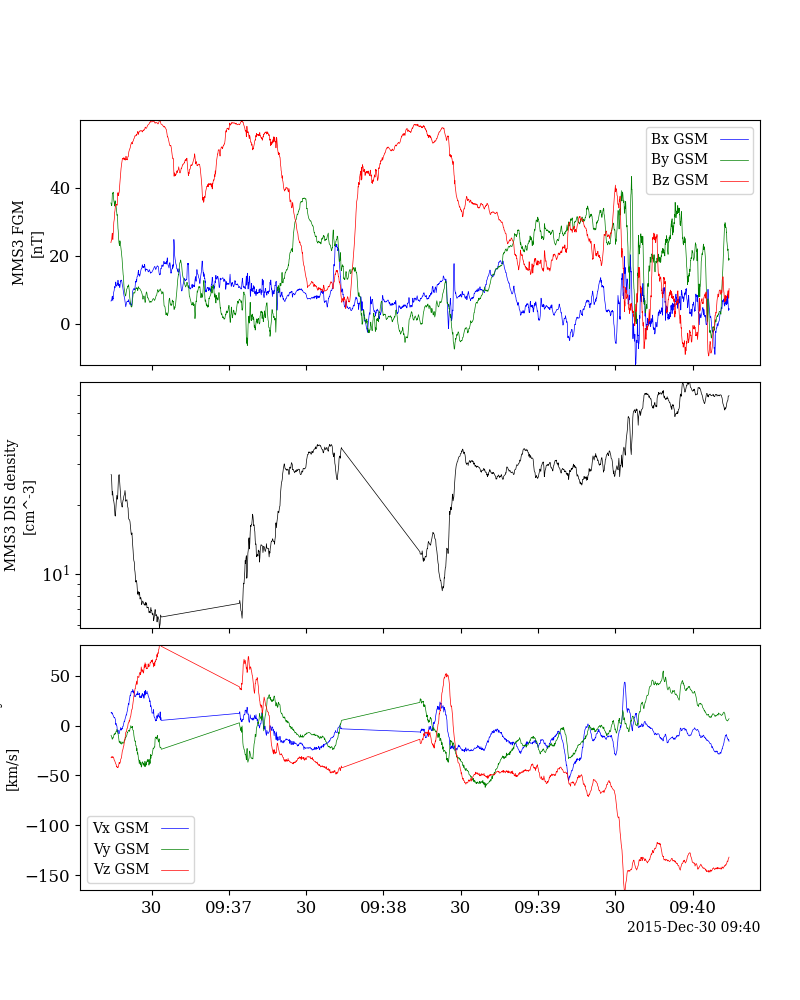 MMS3 FGM
[nT]
40
20
0
Bx GSM
By GSM
Bz GSM
MMS3 DIS density
[cm^-3]
10^1
[km/s]
50
0
−50
−100
−150
Vx GSM
Vy GSM
Vz GSM
30 09:37 30 09:38 30 09:39 30 09:40
2015-Dec-30 09:40